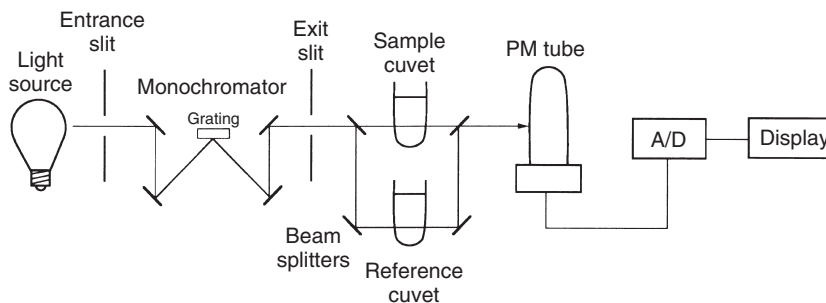 Light
source
Entrance
slit
Monochromator
Grating
Exit
slit
Sample
cuvet
Beam
splitters
Reference
cuvet
PM tube
A/D
Display